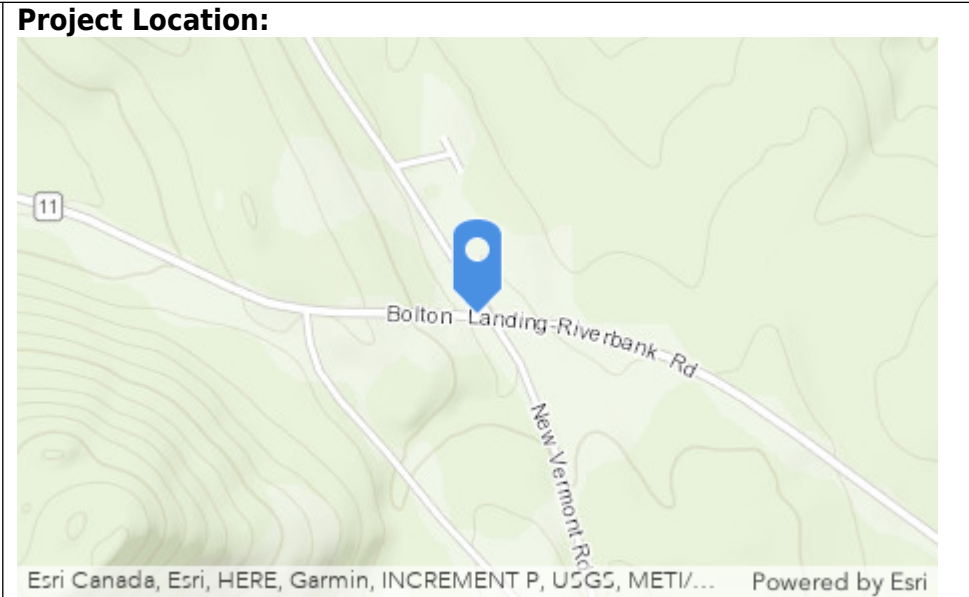 Project Location:
11
Bolton Landing-Riverbank Rd
New Vermont Rd
Esri Canada, Esri, HERE, Garmin, INCREMENT P, USGS, METI/...
Powered by Esri